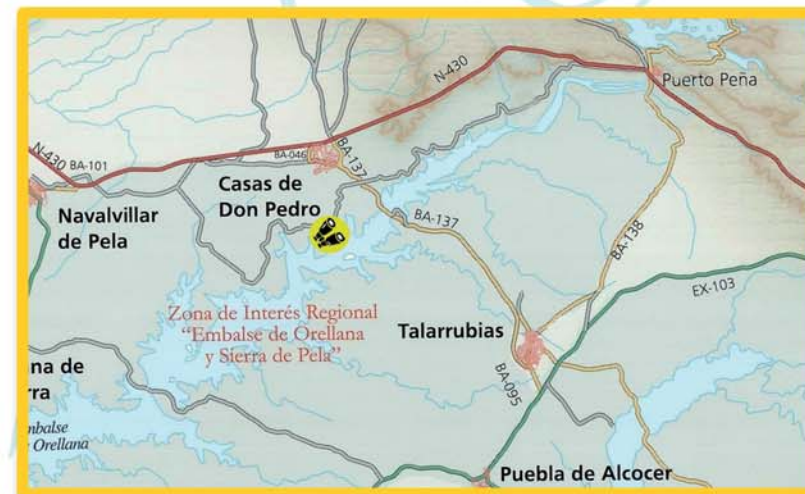 N-430
Puerto Peña
N-430
BA-101
BA-046
BA-137
Casas de
Don Pedro
Navalvillar
de Pela
BA-137
BA-138
EX-103
Zona de Interés Regional
“Embalse de Orellana
y Sierra de Pela”
Talarrubias
BA-095
na de
rra
mbalse
Orellana
Puebla de Alcocer